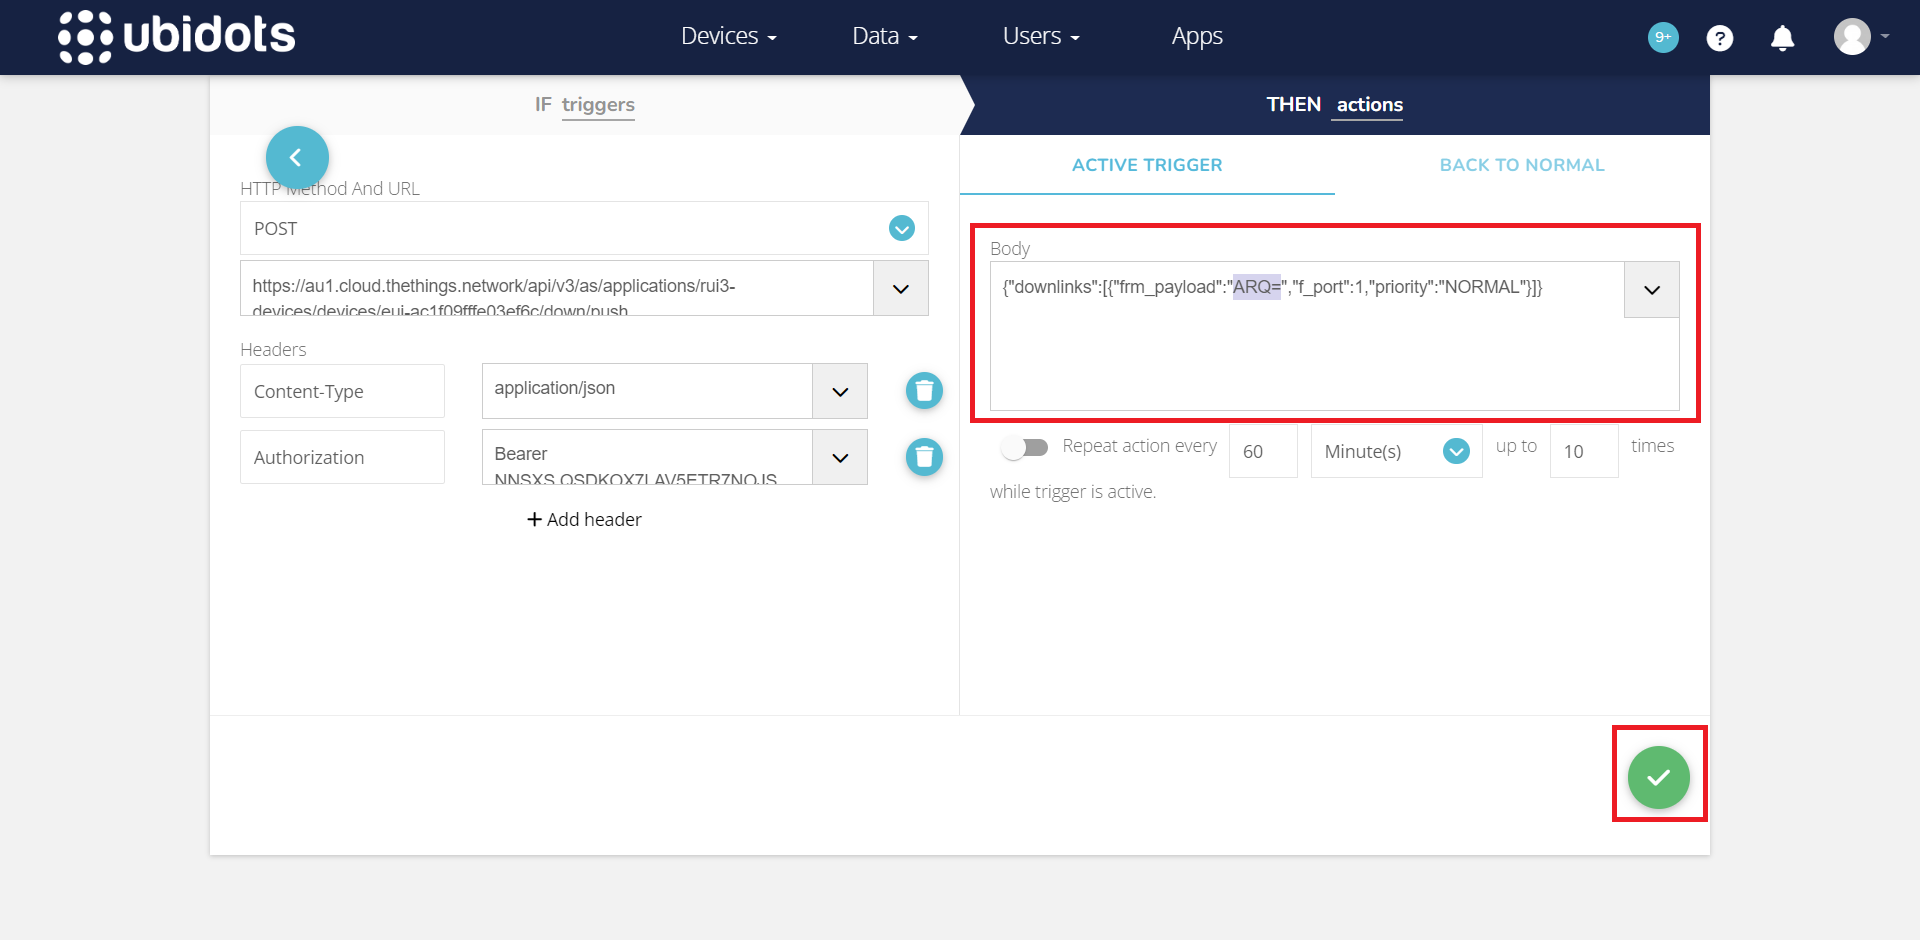 ubidots
Devices
Data
Users
Apps
9+
?
IF triggers
THEN actions
HTTP Method And URL
POST
https://au1.cloud.thethings.network/api/v3/as/applications/rui3-
devices/devices/eui-ac1f09fffe03ef6c/down/push
Headers
Content-Type
application/json
Authorization
Bearer
NNSXS.OSDKOX7LAV5ETR7NOJS
+ Add header
ACTIVE TRIGGER
BACK TO NORMAL
Body
{"downlinks":[{"frm_payload":"ARQ=","f_port":1,"priority":"NORMAL"}]}
Repeat action every 60 Minute(s) up to 10 times
while trigger is active.